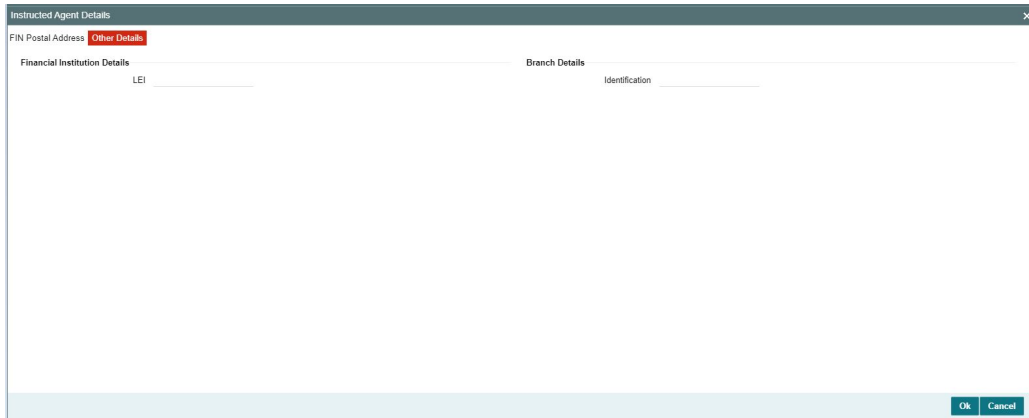 Instructed Agent Details
FIN Postal Address Other Details
Financial Institution Details
LEI
Branch Details
Identification
Ok Cancel